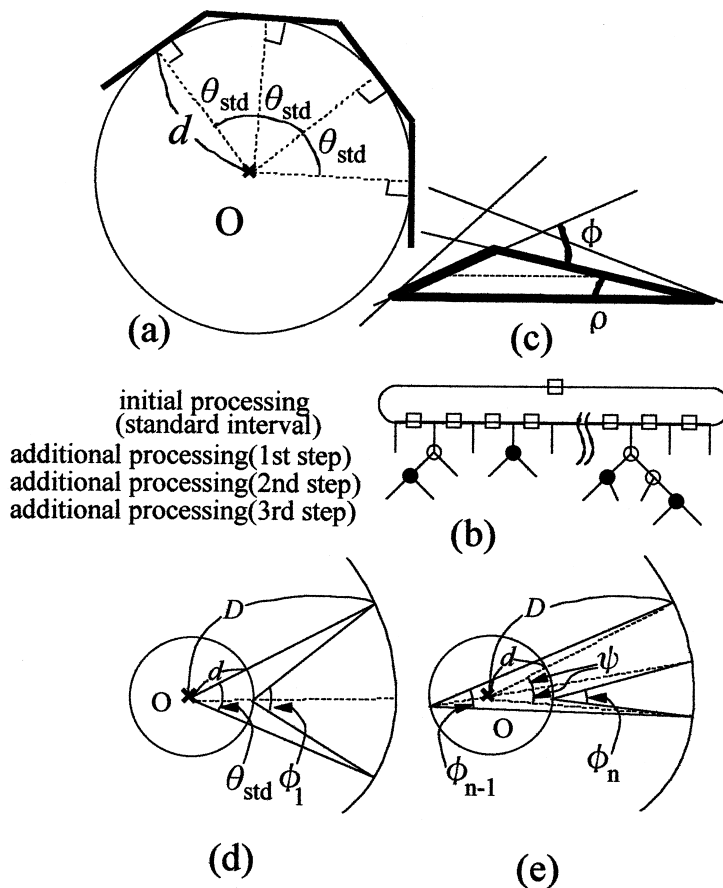 θstd
θstd
θstd
d
O
(a)
ϕ
ρ
(c)
initial processing
(standard interval)
additional processing(1st step)
additional processing(2nd step)
additional processing(3rd step)
(b)
D
d
O
θstd
ϕ1
(d)
D
d
ψ
O
ϕn-1
ϕn
(e)